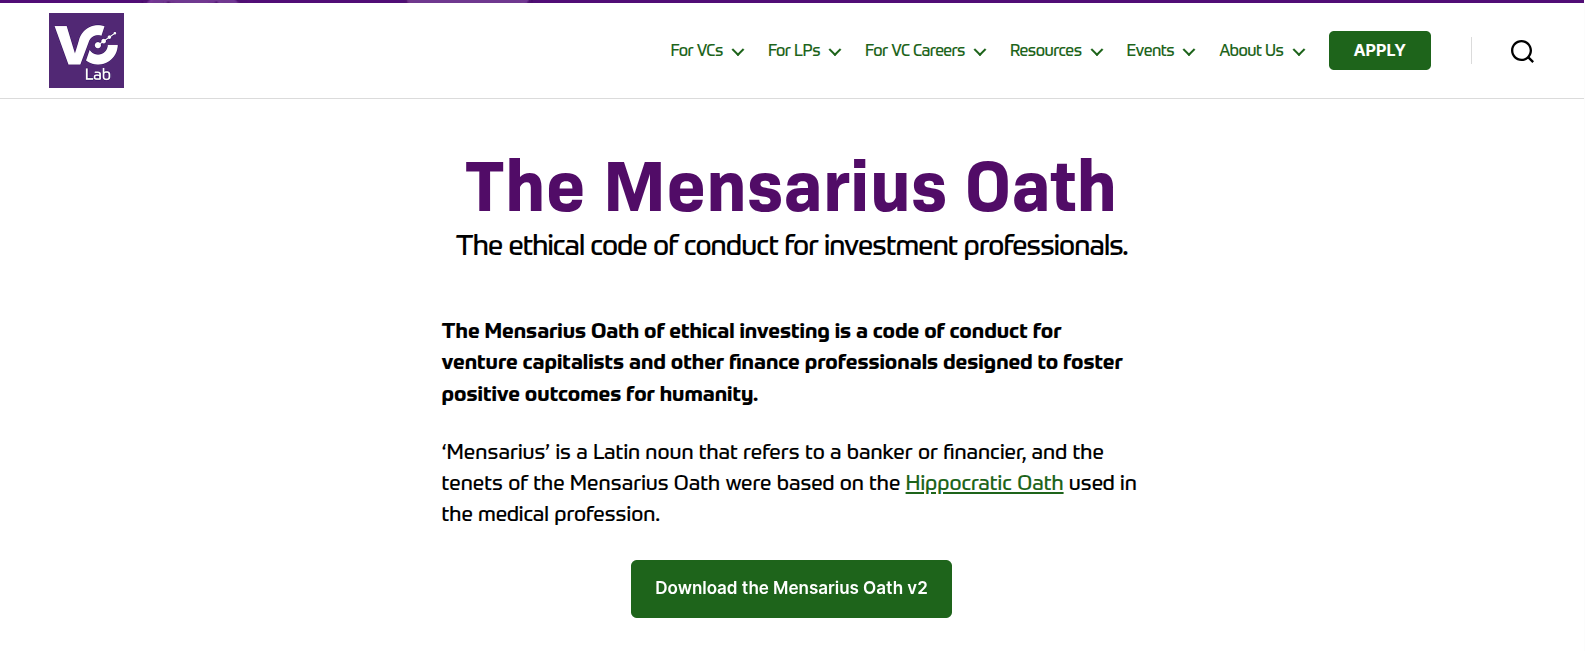 VC
Lab
For VCs
For LPs
For VC Careers
Resources
Events
About Us
APPLY
The Mensarius Oath
The ethical code of conduct for investment professionals.
The Mensarius Oath of ethical investing is a code of conduct for
venture capitalists and other finance professionals designed to foster
positive outcomes for humanity.
‘Mensarius’ is a Latin noun that refers to a banker or financier, and the
tenets of the Mensarius Oath were based on the Hippocratic Oath used in
the medical profession.
Download the Mensarius Oath v2